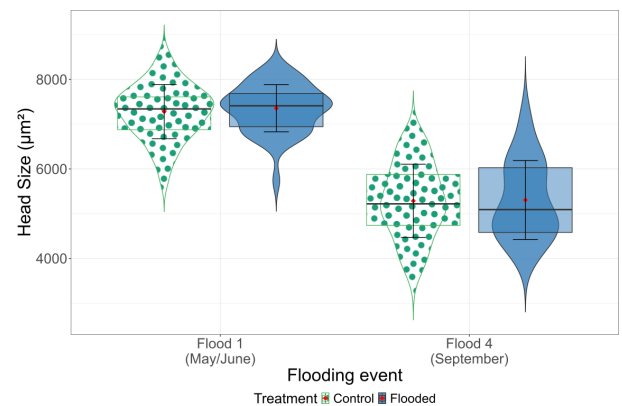 Head Size (µm²)
8000
6000
4000
Flood 1
(May/June)
Flood 4
(September)
Flooding event
Treatment Control Flooded